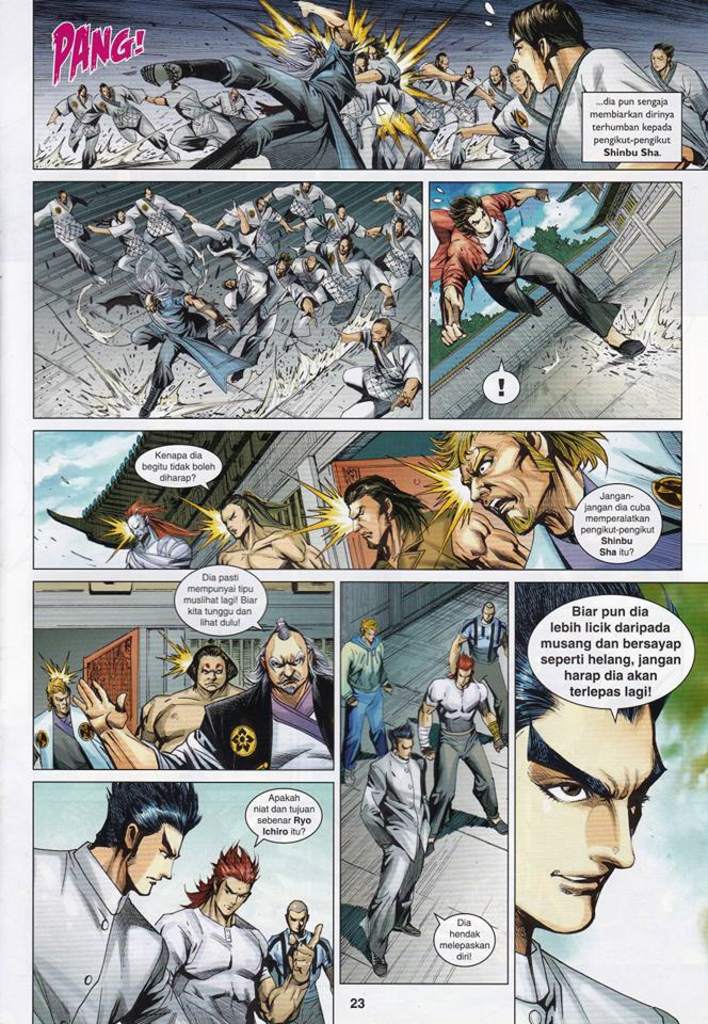 PANG!
...dia pun sengaja
membiarkan dirinya
terhumban kepada
pengikut-pengikut
Shinbu Sha.
!
Kenapa dia
begitu tidak boleh
diharap?
Jangan-
jangan dia cuba
memperalatkan
pengikut-pengikut
Shinbu
Sha itu?
Dia pasti
mempunyai tipu
muslihat lagi! Biar
kita tunggu dan
lihat dulu!
Apakah
niat dan tujuan
sebenar Ryo
Ichiro itu?
Dia
hendak
melepaskan
diri!
Biar pun dia
lebih licik daripada
musang dan bersayap
seperti helang, jangan
harap dia akan
terlepas lagi!
23